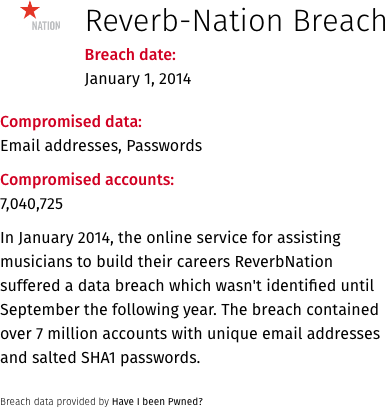 Reverb-Nation Breach
NATION
Breach date:
January 1, 2014
Compromised data:
Email addresses, Passwords
Compromised accounts:
7,040,725
In January 2014, the online service for assisting
musicians to build their careers ReverbNation
suffered a data breach which wasn't identified until
September the following year. The breach contained
over 7 million accounts with unique email addresses
and salted SHA1 passwords.
Breach data provided by Have I been Pwned?